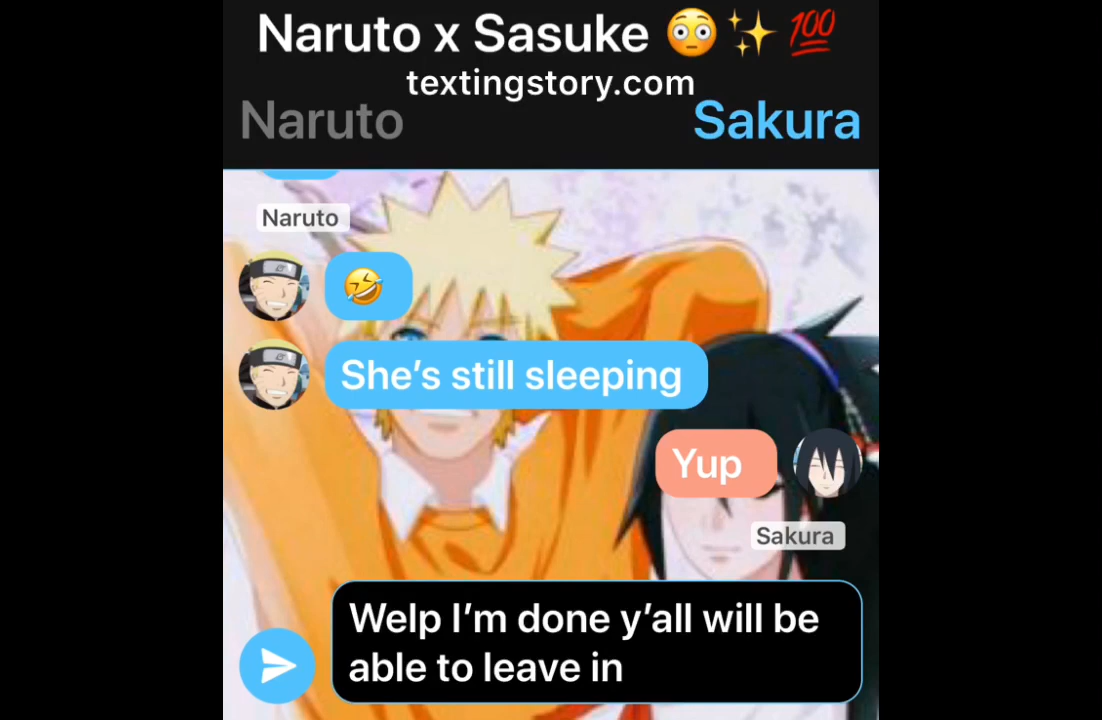 Naruto x Sasuke 😳✨💯
textingstory.com
Naruto
Sakura
Naruto
🤣
She’s still sleeping
Yup
Sakura
Welp I’m done y’all will be
able to leave in